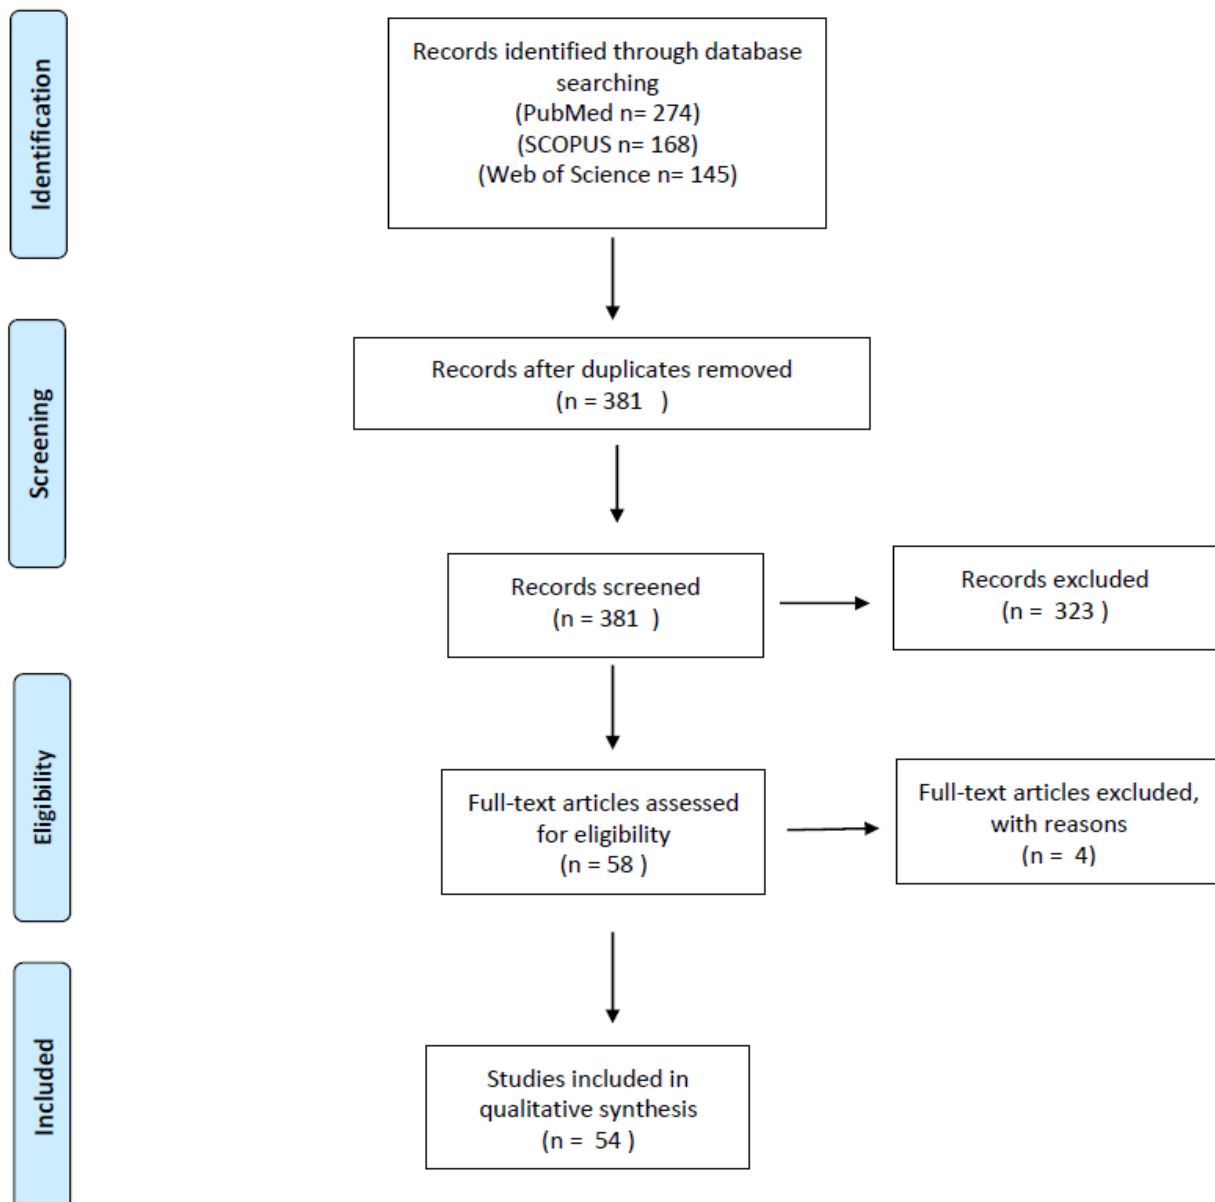 Identification
Records identified through database
searching
(PubMed n= 274)
(SCOPUS n= 168)
(Web of Science n= 145)
Screening
Records after duplicates removed
(n = 381   )
Records screened
(n = 381  )
Records excluded
(n =  323 )
Eligibility
Full-text articles assessed
for eligibility
(n = 58 )
Full-text articles excluded,
with reasons
(n =  4)
Included
Studies included in
qualitative synthesis
(n =  54 )